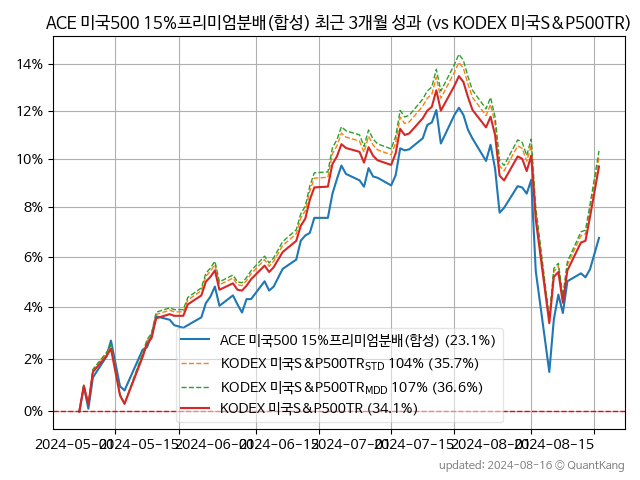 ACE 미국500 15%프리미엄분배(합성) 최근 3개월 성과 (vs KODEX 미국S&P500TR)
14%
12%
10%
8%
6%
4%
2%
0%
ACE 미국500 15%프리미엄분배(합성) (23.1%)
KODEX 미국S&P500TR_STD 104% (35.7%)
KODEX 미국S&P500TR_MDD 107% (36.6%)
KODEX 미국S&P500TR (34.1%)
2024-05-01 2024-05-15 2024-06-01 2024-06-15 2024-07-01 2024-07-15 2024-08-01 2024-08-15
updated: 2024-08-16 © QuantKang